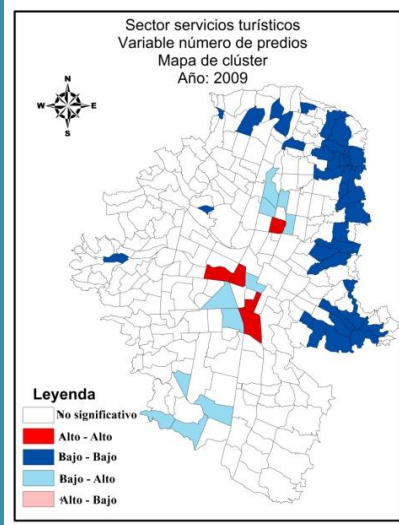 Sector servicios turísticos
Variable número de predios
Mapa de clúster
Año: 2009
N
W E
S
Leyenda
No significativo
Alto - Alto
Bajo - Bajo
Bajo - Alto
Alto - Bajo